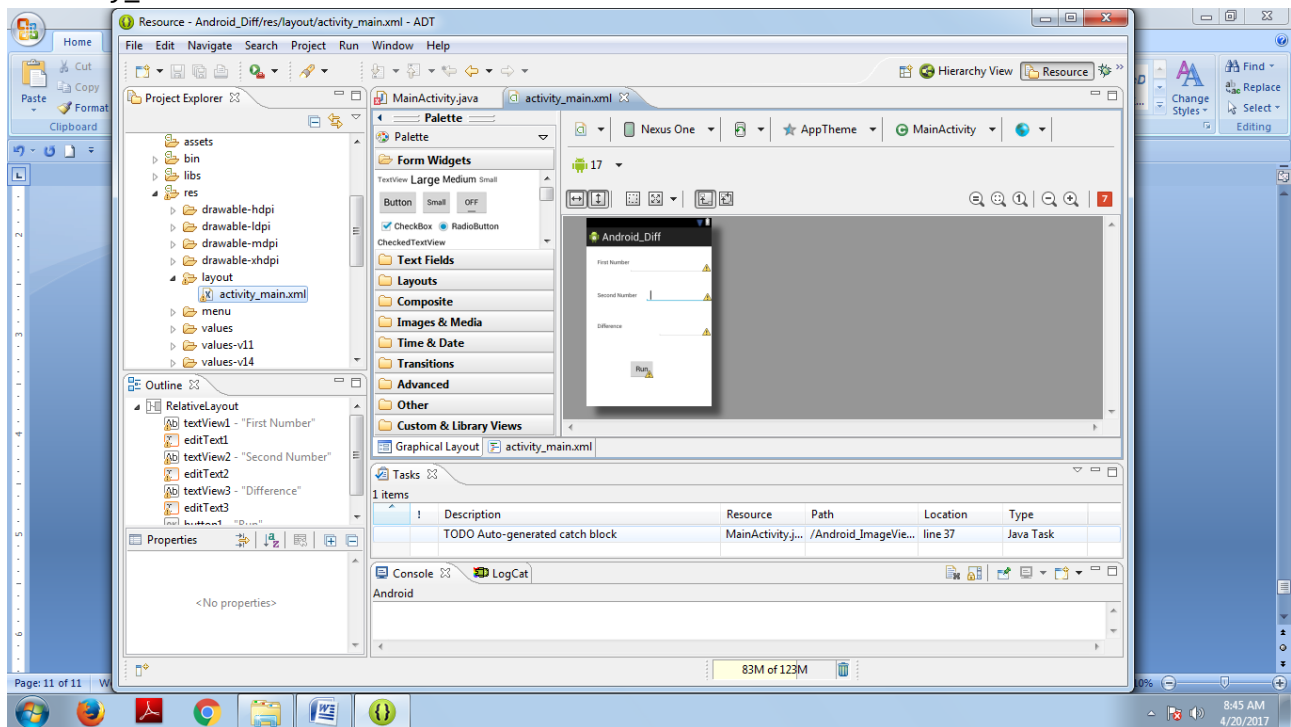 Resource - Android_Diff/res/layout/activity_main.xml - ADT
Home
Cut
Copy
Paste
Format
Clipboard
File Edit Navigate Search Project Run Window Help
Hierarchy View Resource
Find
Replace
Change
Styles
Select
Editing
Project Explorer
assets
bin
libs
res
drawable-hdpi
drawable-ldpi
drawable-mdpi
drawable-xhdpi
layout
activity_main.xml
menu
values
values-v11
values-v14
Outline
RelativeLayout
textView1 - "First Number"
editText1
textView2 - "Second Number"
editText2
textView3 - "Difference"
editText3
button1 - "Run"
Properties
<No properties>
MainActivity.java activity_main.xml
Palette
Palette
Form Widgets
TextView Large Medium Small
Button Small OFF
CheckBox RadioButton
CheckedTextView
Text Fields
Layouts
Composite
Images & Media
Time & Date
Transitions
Advanced
Other
Custom & Library Views
Nexus One AppTheme MainActivity
17
7
Android_Diff
First Number
Second Number
Difference
Run
Graphical Layout activity_main.xml
Tasks
1 items
! Description Resource Path Location Type
TODO Auto-generated catch block MainActivity.j... /Android_ImageVie... line 37 Java Task
Console LogCat
Android
83M of 123M
Page: 11 of 11
8:45 AM
4/20/2017